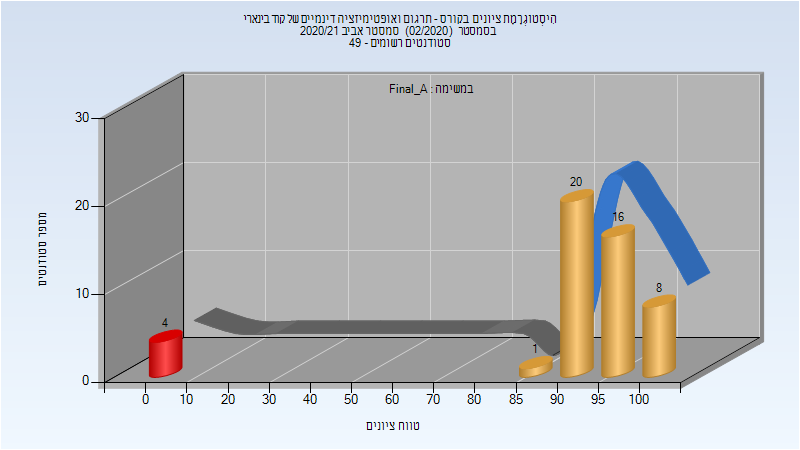 היסטוגרמת ציונים בקורס - תרגום ואופטימיזציה דינמיים של קוד בינארי
בסמסטר (02/2020) סמסטר אביב 2020/21
סטודנטים רשומים - 49
במשימה : Final_A
מספר סטודנטים
30
20
10
0
4
1
20
16
8
0 10 20 30 40 50 60 70 80 85 90 95 100
טווח ציונים